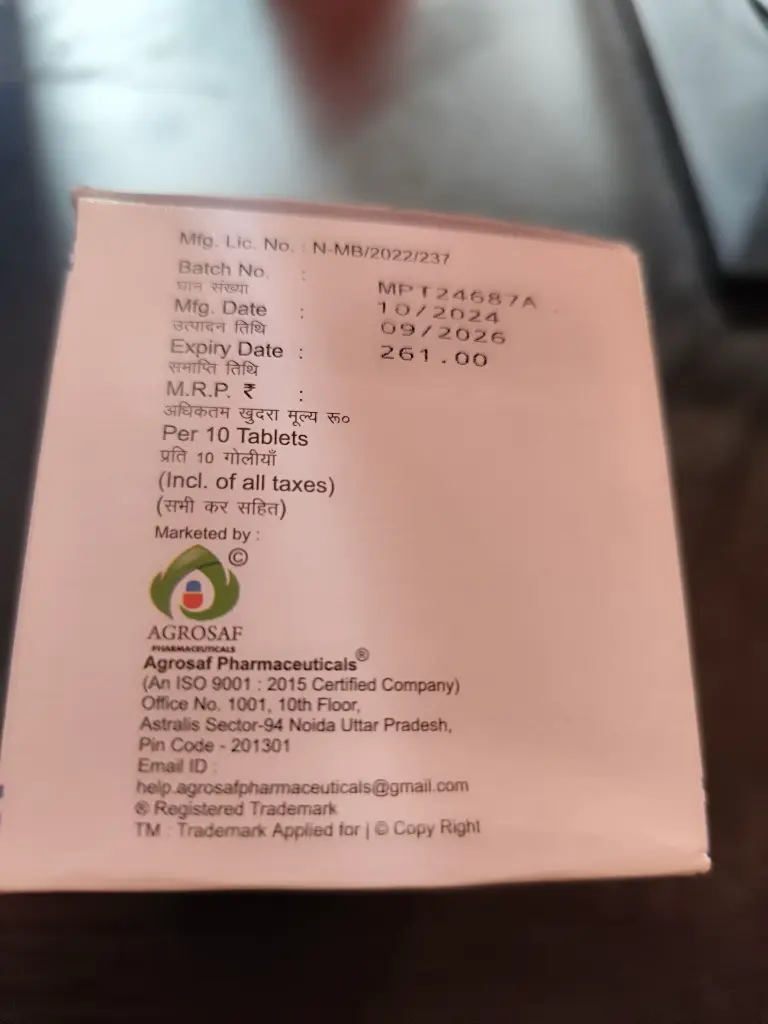 Mfg. Lic. No. : N-MB/2022/237
Batch No. : MPT24687A
घान संख्या
Mfg. Date : 10/2024
उत्पादन तिथि
Expiry Date : 09/2026
समाप्ति तिथि
M.R.P. ₹ : 261.00
अधिकतम खुदरा मूल्य रू०
Per 10 Tablets
प्रति 10 गोलीयाँ
(Incl. of all taxes)
(सभी कर सहित)
Marketed by :
©
AGROSAF
PHARMACEUTICALS
Agrosaf Pharmaceuticals®
(An ISO 9001 : 2015 Certified Company)
Office No. 1001, 10th Floor,
Astralis Sector-94 Noida Uttar Pradesh,
Pin Code - 201301
Email ID :
help.agrosafpharmaceuticals@gmail.com
® Registered Trademark
TM : Trademark Applied for | © Copy Right